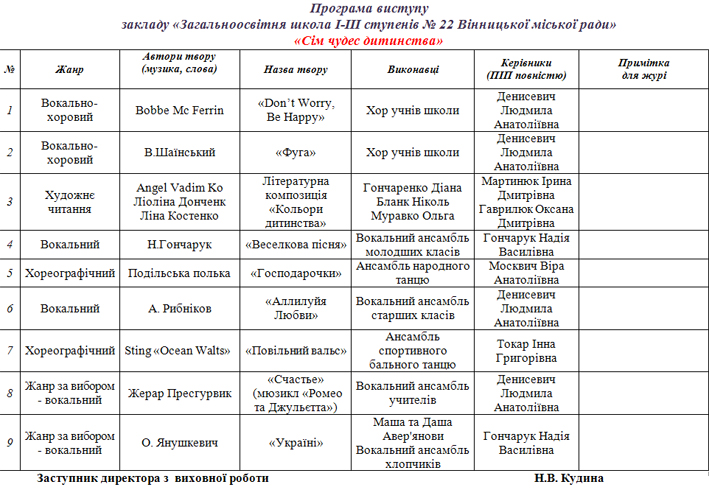 Програма виступу
закладу «Загальноосвітня школа І-ІІІ ступенів № 22 Вінницької міської ради»
«Сім чудес дитинства»
№ Жанр Автори твору (музика, слова) Назва твору Виконавці Керівники (ПІП повністю) Примітка для журі
1 Вокально-хоровий Bobbe Mc Ferrin «Don’t Worry, Be Happy» Хор учнів школи Денисевич Людмила Анатоліївна
2 Вокально-хоровий В.Шаїнський «Фуга» Хор учнів школи Денисевич Людмила Анатоліївна
3 Художнє читання Angel Vadim Ko Ліоліна Донченк Ліна Костенко Літературна композиція «Кольори дитинства» Гончаренко Діана Бланк Ніколь Муравко Ольга Мартинюк Ірина Дмитрівна Гаврилюк Оксана Дмитрівна
4 Вокальний Н.Гончарук «Веселкова пісня» Вокальний ансамбль молодших класів Гончарук Надія Василівна
5 Хореографічний Подільська полька «Господарочки» Ансамбль народного танцю Москвич Віра Анатоліївна
6 Вокальний А. Рибніков «Аллилуйя Любви» Вокальний ансамбль старших класів Денисевич Людмила Анатоліївна
7 Хореографічний Sting «Ocean Walts» «Повільний вальс» Ансамбль спортивного бального танцю Токар Інна Григорівна
8 Жанр за вибором - вокальний Жерар Пресгурвик «Счастье» (мюзикл «Ромео та Джульєтта») Вокальний ансамбль учителів Денисевич Людмила Анатоліївна
9 Жанр за вибором - вокальний О. Янушкевич «Україні» Маша та Даша Авер'янови Вокальний ансамбль хлопчиків Гончарук Надія Василівна
Заступник директора з виховної роботи Н.В. Кудина